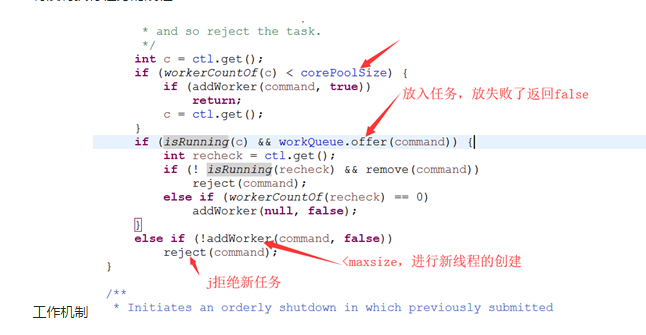 * and so reject the task.
*/
int c = ctl.get();
if (workerCountOf(c) < corePoolSize) {
if (addWorker(command, true))
return;
c = ctl.get();
}
放入任务，放失败了返回false
if (isRunning(c) && workQueue.offer(command)) {
int recheck = ctl.get();
if (! isRunning(recheck) && remove(command))
reject(command);
else if (workerCountOf(recheck) == 0)
addWorker(null, false);
}
else if (!addWorker(command, false))
reject(command);
<maxsize，进行新线程的创建
j拒绝新任务
}
/**
工作机制
* Initiates an orderly shutdown in which previously submitted